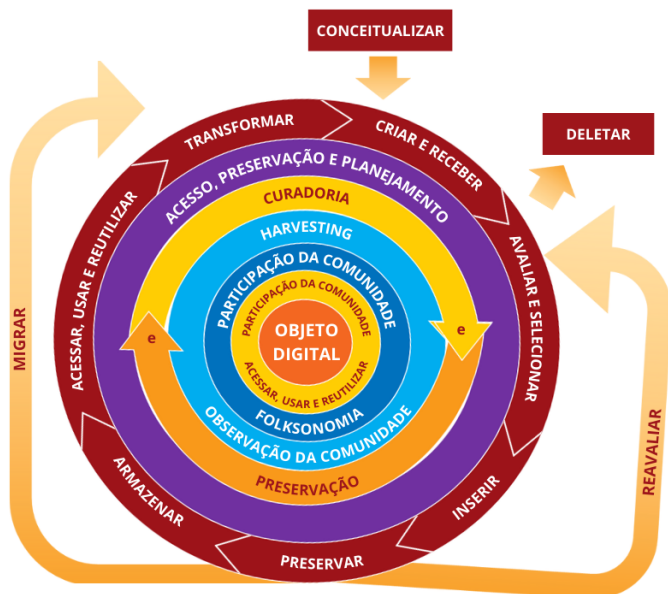 CONCEITUALIZAR
DELETAR
TRANSFORMAR
CRIAR E RECEBER
AVALIAR E SELECIONAR
INSERIR
PRESERVAR
ARMAZENAR
ACESSAR, USAR E REUTILIZAR
MIGRAR
REAVALIAR
ACESSO, PRESERVAÇÃO E PLANEJAMENTO
CURADORIA
e
PRESERVAÇÃO
e
HARVESTING
OBSERVAÇÃO DA COMUNIDADE
PARTICIPAÇÃO DA COMUNIDADE
FOLKSONOMIA
PARTICIPAÇÃO DA COMUNIDADE
ACESSAR, USAR E REUTILIZAR
OBJETO
DIGITAL